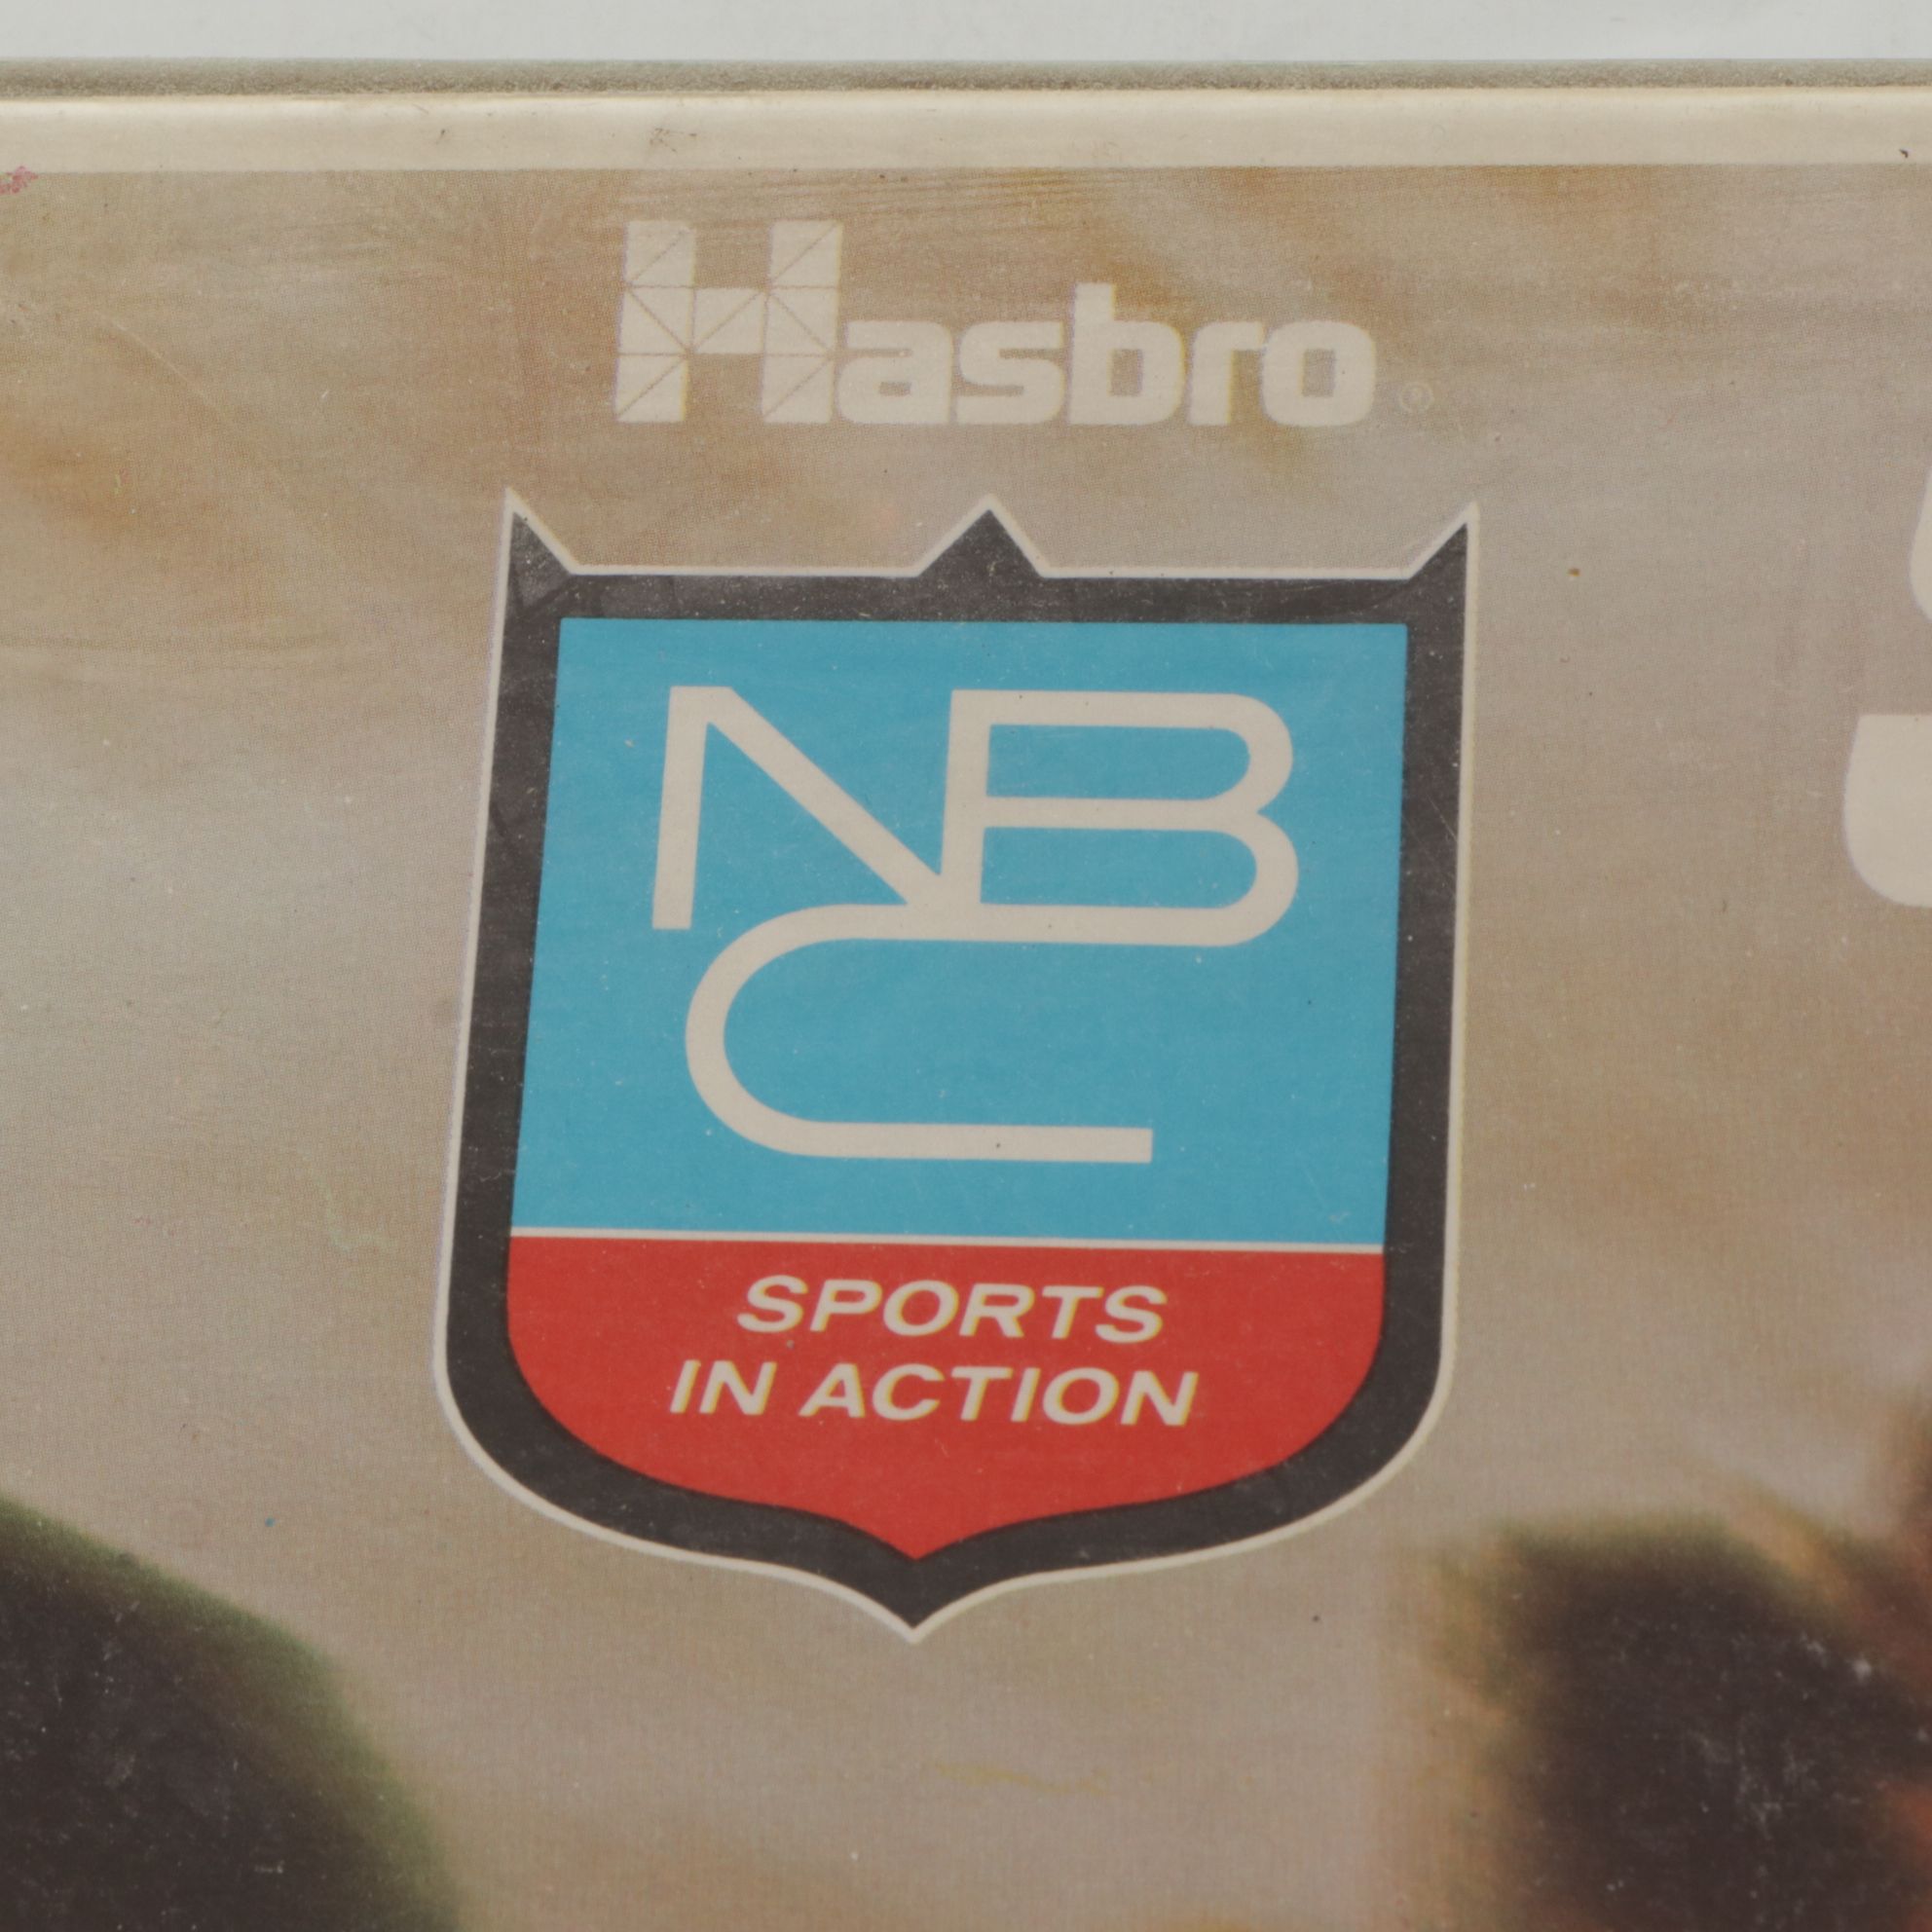 Hasbro®
NBC
SPORTS
IN ACTION